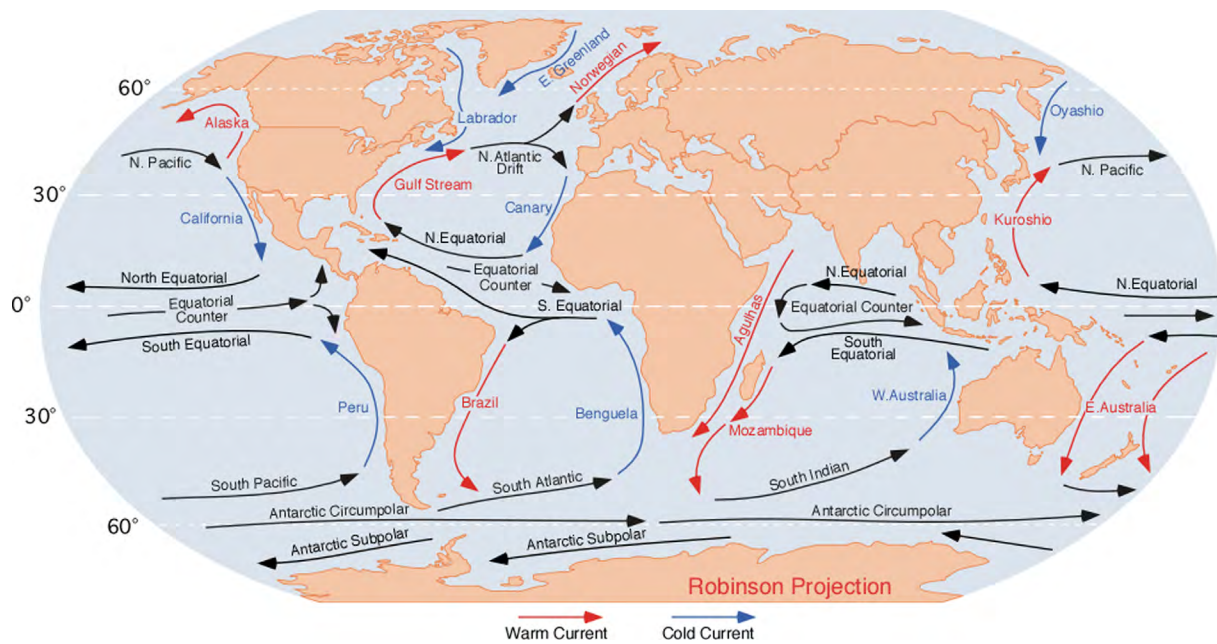 60°
30°
0°
30°
60°
Alaska
N. Pacific
California
North Equatorial
Equatorial
Counter
South Equatorial
Peru
South Pacific
Antarctic Circumpolar
Antarctic Subpolar
Labrador
E. Greenland
Norwegian
N.Atlantic
Drift
Gulf Stream
Canary
N.Equatorial
Equatorial
Counter
S. Equatorial
Brazil
Benguela
South Atlantic
Antarctic Subpolar
Agulhas
Mozambique
N.Equatorial
Equatorial Counter
South
Equatorial
W.Australia
South Indian
Antarctic Circumpolar
Oyashio
N. Pacific
Kuroshio
N.Equatorial
E.Australia
Robinson Projection
Warm Current
Cold Current